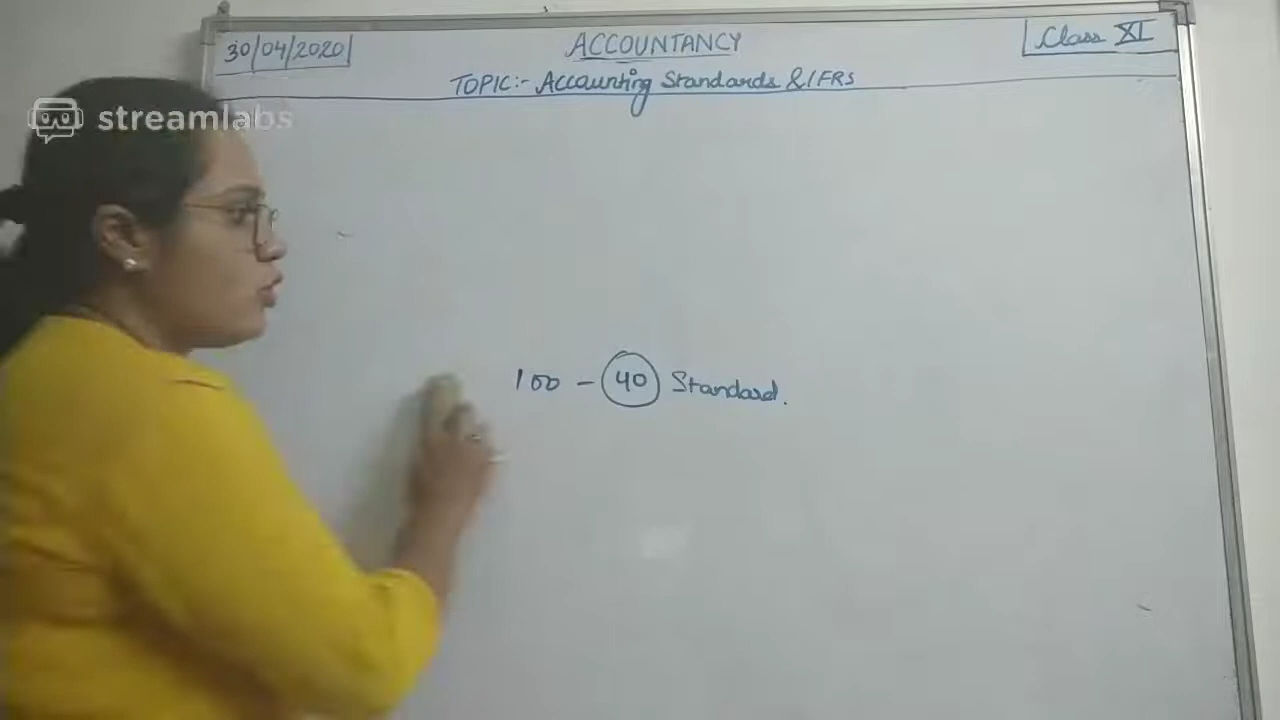 30/04/2020
ACCOUNTANCY
Class XI
TOPIC:- Accounting Standards & IFRS
streamlabs
100 - 40 Standard.